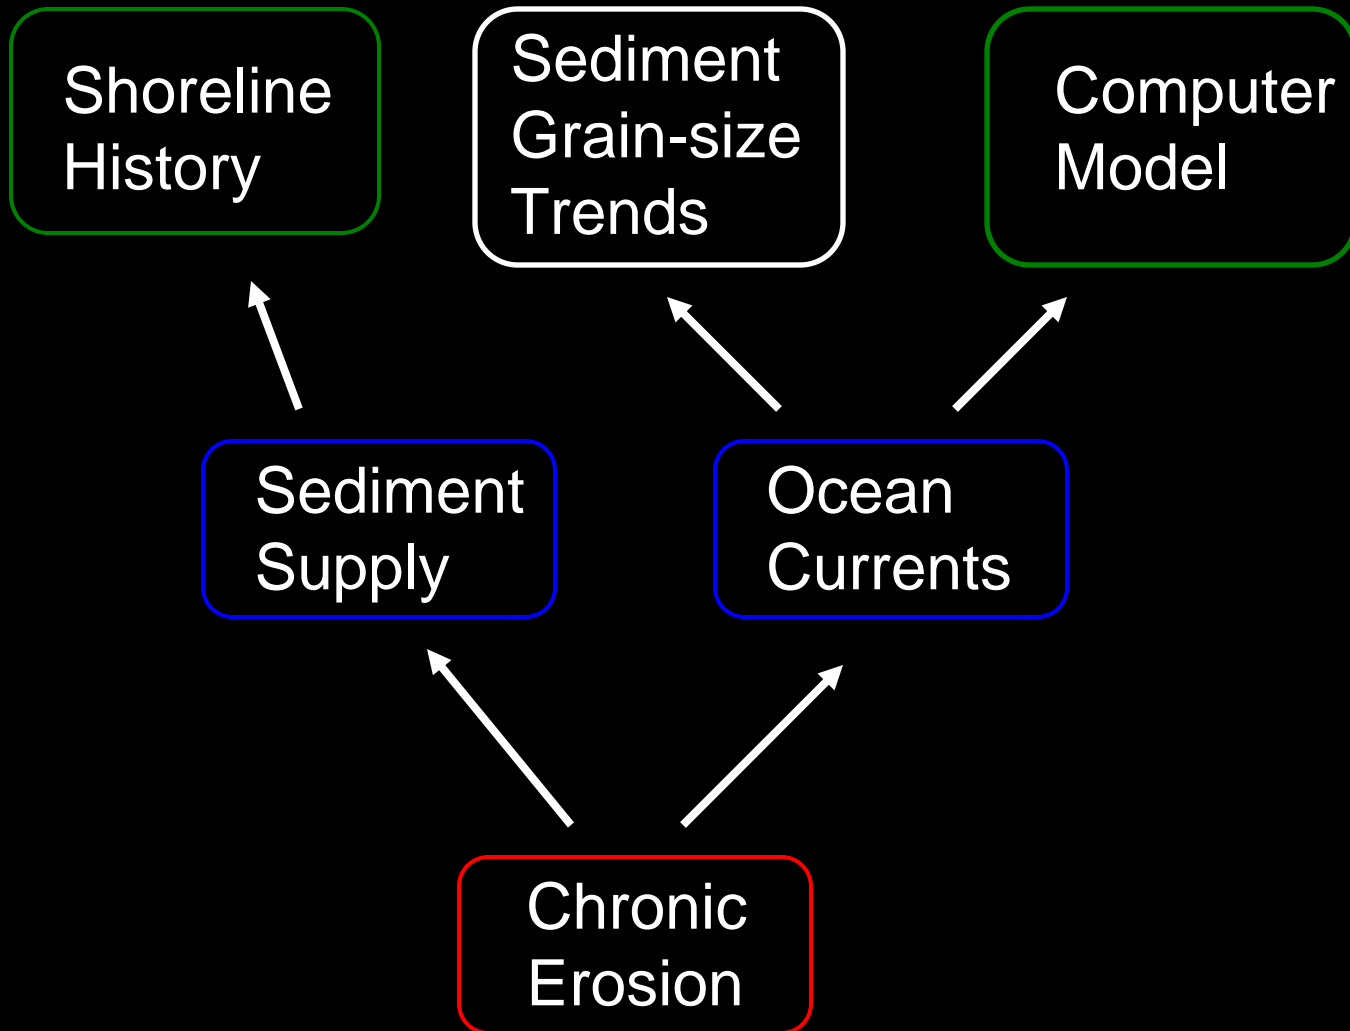 Shoreline
History
Sediment
Grain-size
Trends
Computer
Model
Sediment
Supply
Ocean
Currents
Chronic
Erosion